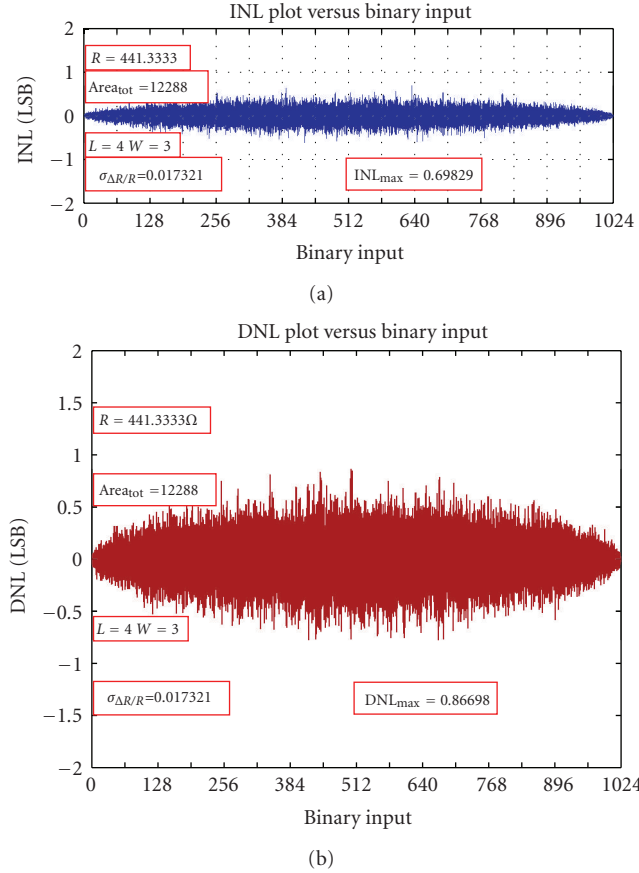 INL plot versus binary input
2
1
0
−1
−2
INL (LSB)
R = 441.3333
Area_tot =12288
L = 4 W = 3
σ_ΔR/R=0.017321
INL_max = 0.69829
0 128 256 384 512 640 768 896 1024
Binary input
(a)
DNL plot versus binary input
2
1.5
1
0.5
0
−0.5
−1
−1.5
−2
DNL (LSB)
R = 441.3333Ω
Area_tot =12288
L = 4 W = 3
σ_ΔR/R=0.017321
DNL_max = 0.86698
0 128 256 384 512 640 768 896 1024
Binary input
(b)